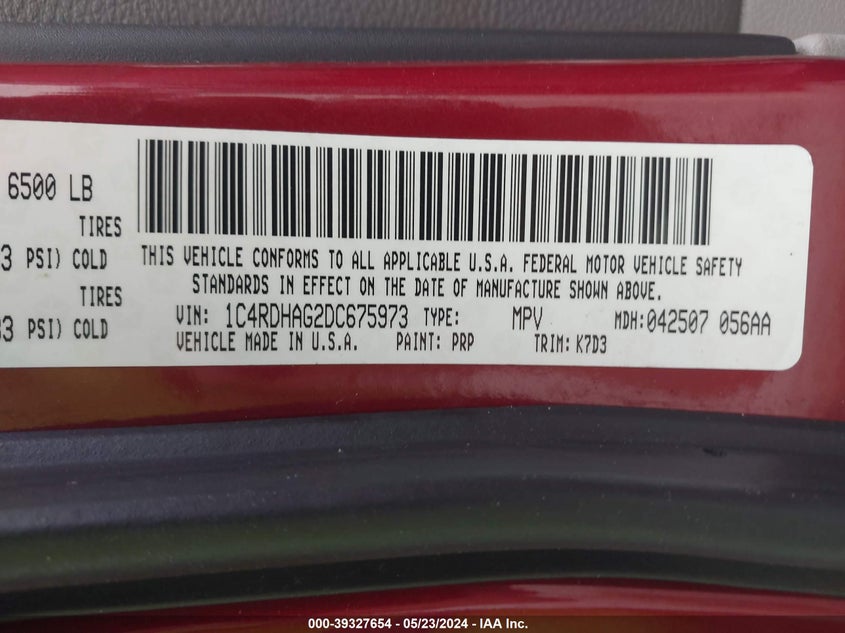 6500 LB
TIRES
3 PSI) COLD
TIRES
33 PSI) COLD
THIS VEHICLE CONFORMS TO ALL APPLICABLE U.S.A. FEDERAL MOTOR VEHICLE SAFETY
STANDARDS IN EFFECT ON THE DATE OF MANUFACTURE SHOWN ABOVE.
VIN: 1C4RDHAG2DC675973 TYPE: MPV MDH:042507 056AA
VEHICLE MADE IN U.S.A. PAINT: PRP TRIM: K7D3
000-39327654 - 05/23/2024 - IAA Inc.